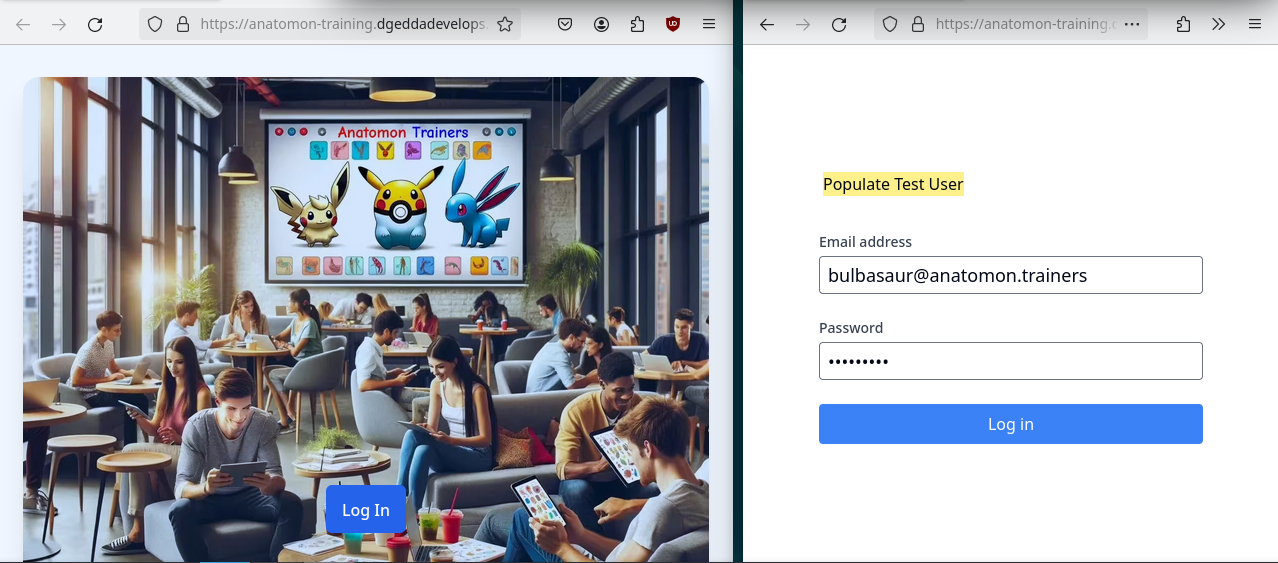 https://anatomon-training.dgeddadevelops.
https://anatomon-training.
Anatomon Trainers
Log In
Populate Test User
Email address
bulbasaur@anatomon.trainers
Password
•••••••••
Log in